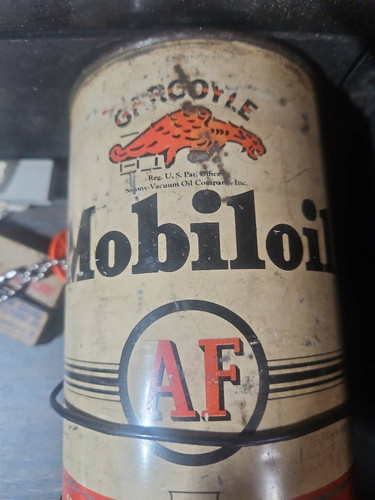 GARGOYLE
Reg. U. S. Pat. Office
Socony-Vacuum Oil Company, Inc.
Mobiloil
AF